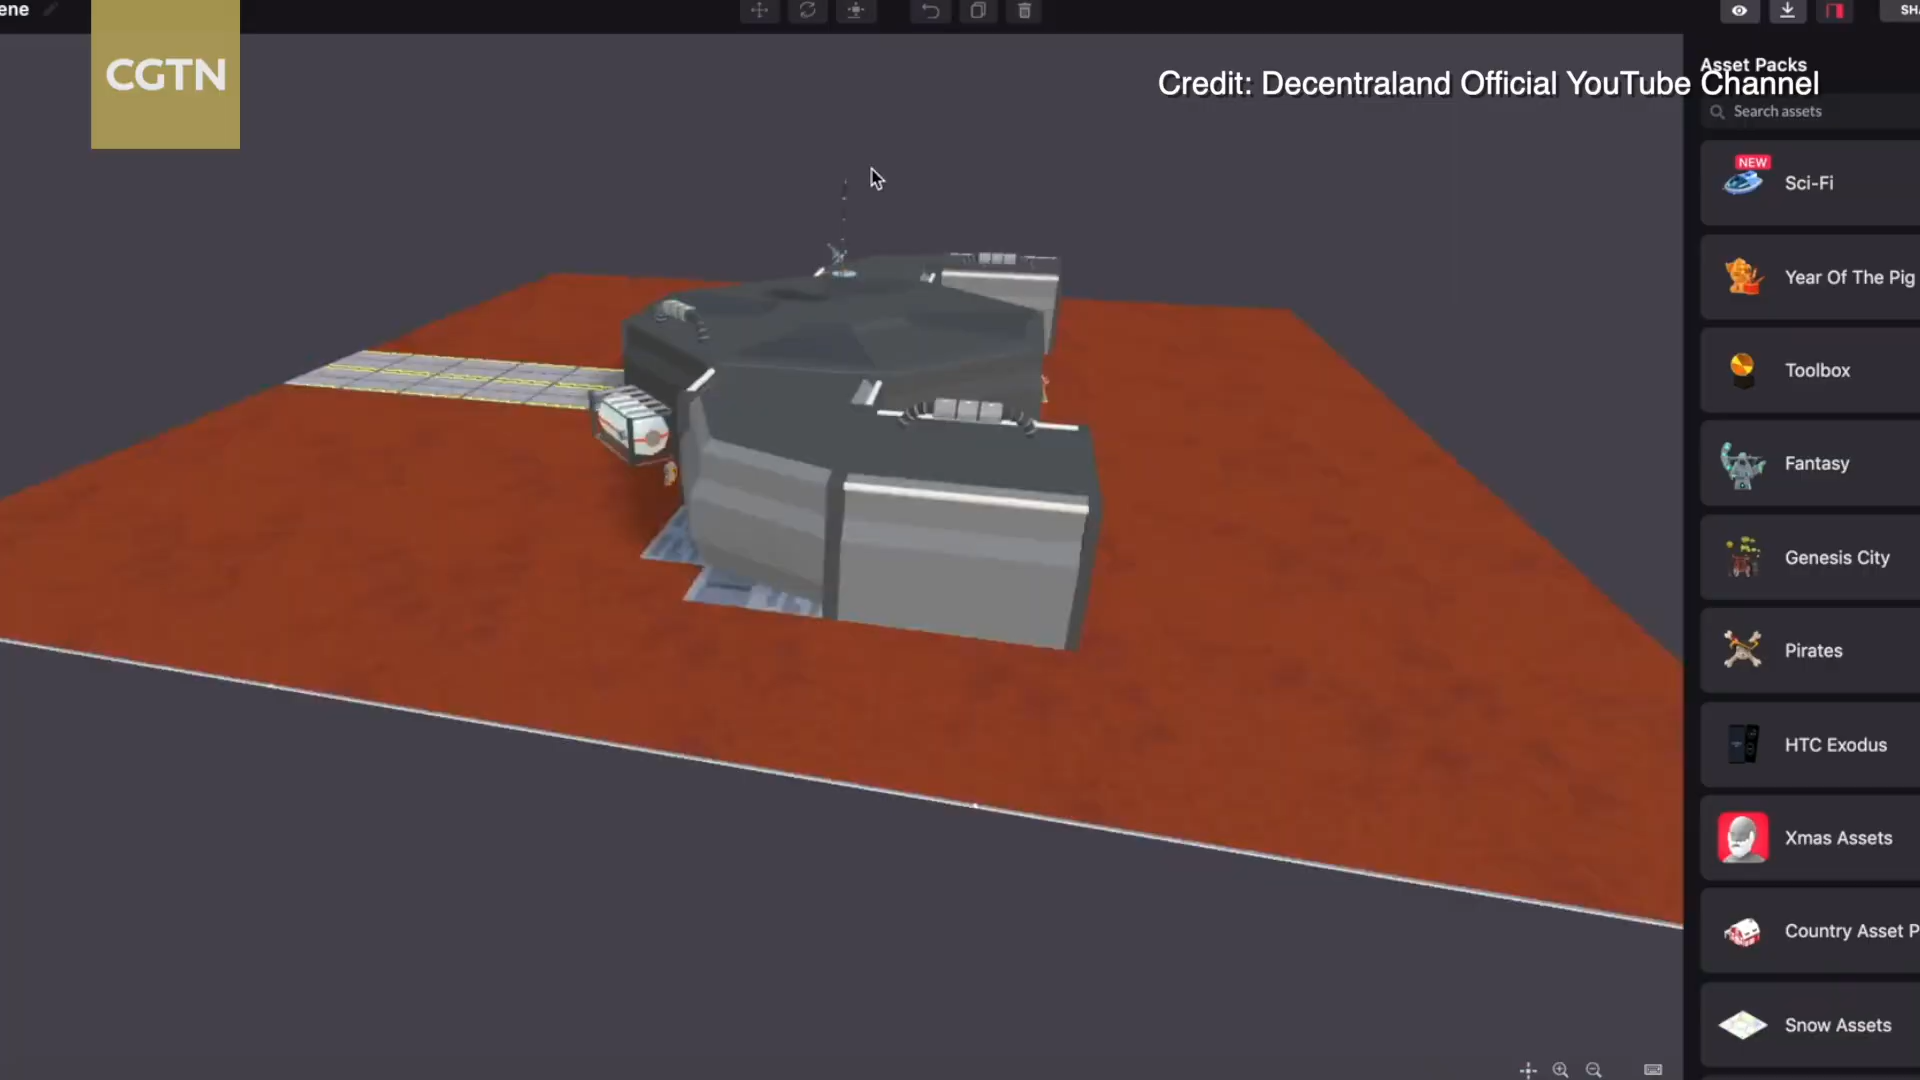 ene
SH
CGTN
Asset Packs
Credit: Decentraland Official YouTube Channel
Search assets
NEW
Sci-Fi
Year Of The Pig
Toolbox
Fantasy
Genesis City
Pirates
HTC Exodus
Xmas Assets
Country Asset P
Snow Assets